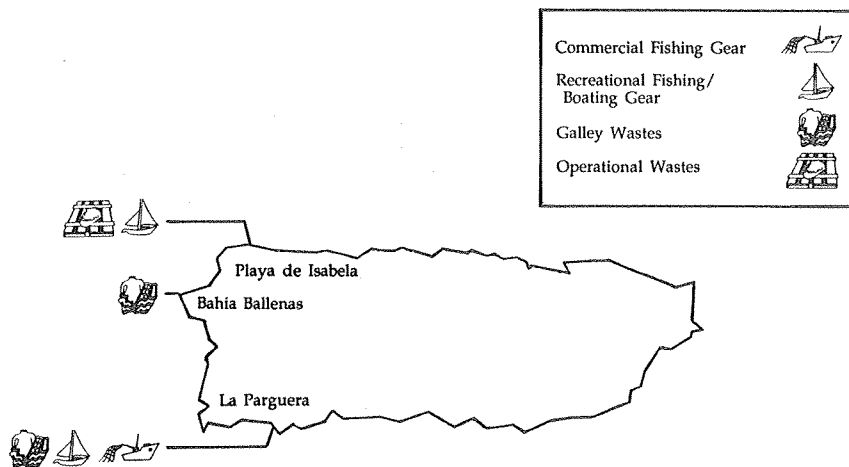 Commercial Fishing Gear
Recreational Fishing/
Boating Gear
Galley Wastes
Operational Wastes
Playa de Isabela
Bahía Ballenas
La Parguera